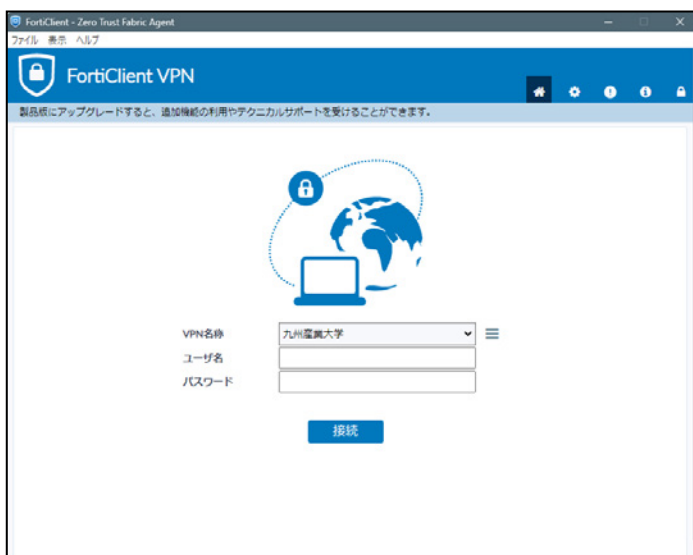 FortiClient - Zero Trust Fabric Agent
ファイル 表示 ヘルプ
FortiClient VPN
製品版にアップグレードすると、追加機能の利用やテクニカルサポートを受けることができます。
VPN名称 九州産業大学
ユーザ名
パスワード
接続